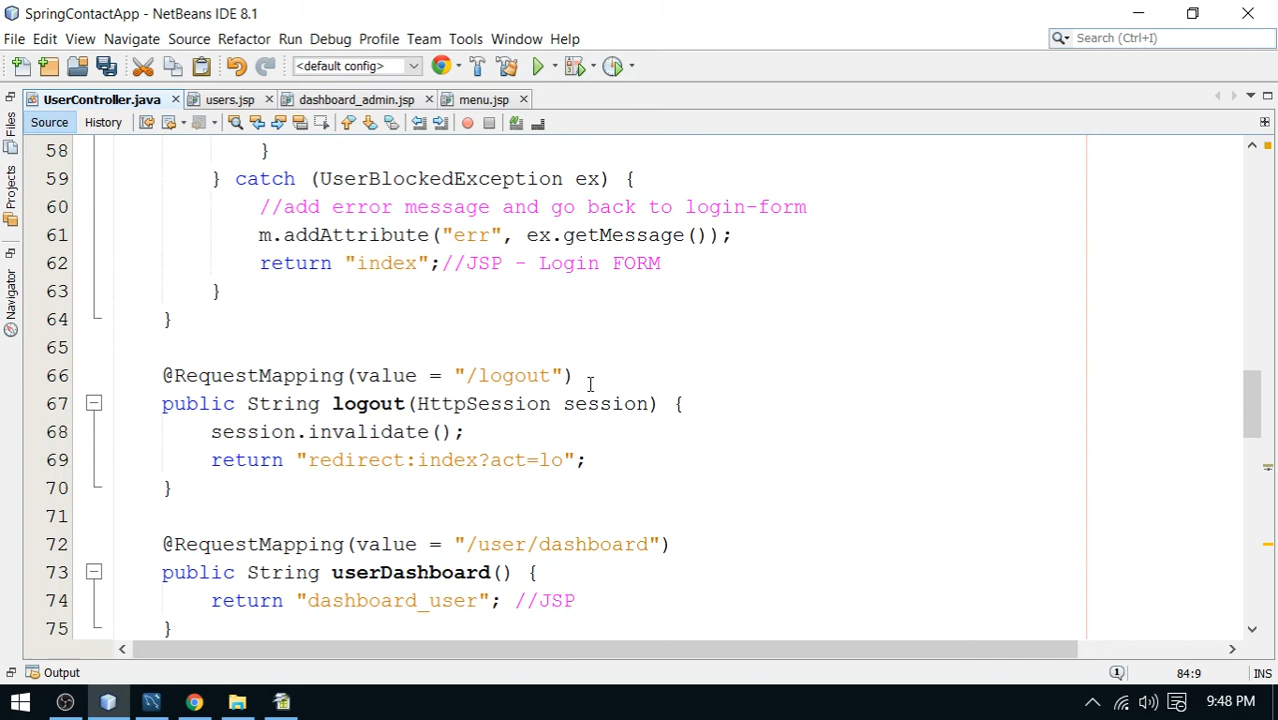 SpringContactApp - NetBeans IDE 8.1
File Edit View Navigate Source Refactor Run Debug Profile Team Tools Window Help
Search (Ctrl+I)
<default config>
UserController.java users.jsp dashboard_admin.jsp menu.jsp
Source History
Files
Projects
Navigator
58 }
59 } catch (UserBlockedException ex) {
60 //add error message and go back to login-form
61 m.addAttribute("err", ex.getMessage());
62 return "index";//JSP - Login FORM
63 }
64 }
65
66 @RequestMapping(value = "/logout")
67 public String logout(HttpSession session) {
68 session.invalidate();
69 return "redirect:index?act=lo";
70 }
71
72 @RequestMapping(value = "/user/dashboard")
73 public String userDashboard() {
74 return "dashboard_user"; //JSP
75 }
Output
1
84:9
INS
9:48 PM